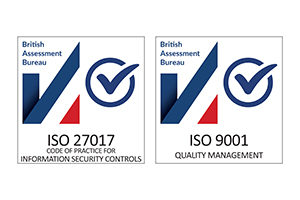 British
Assessment
Bureau
ISO 27017
CODE OF PRACTICE FOR
INFORMATION SECURITY CONTROLS
British
Assessment
Bureau
ISO 9001
QUALITY MANAGEMENT